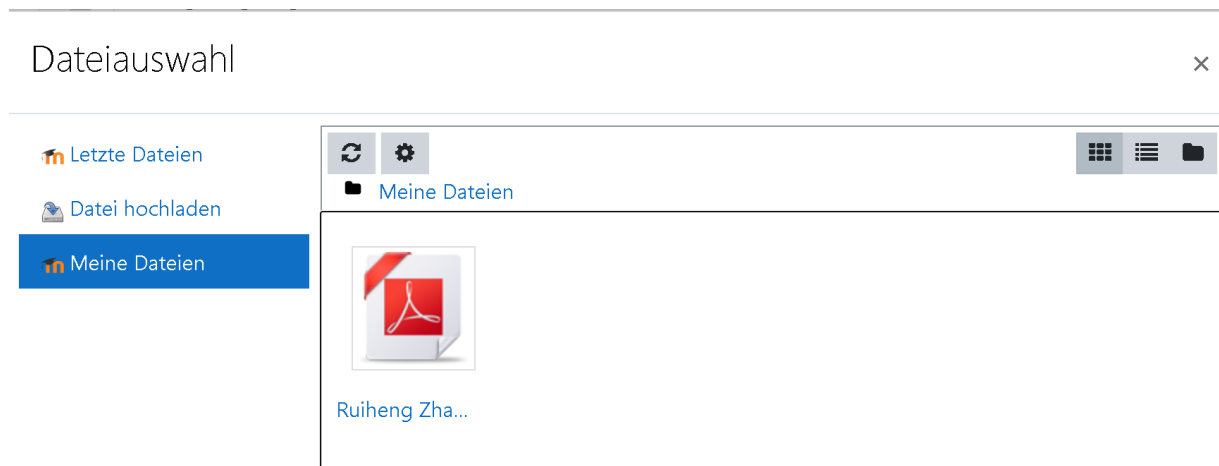 Dateiauswahl
×
Letzte Dateien
Datei hochladen
Meine Dateien
Meine Dateien
Ruiheng Zha...